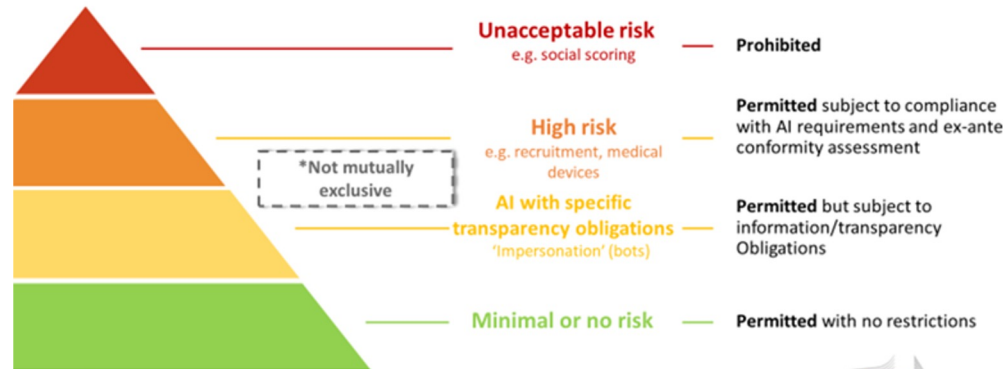 Unacceptable risk
e.g. social scoring
Prohibited
High risk
e.g. recruitment, medical
devices
Permitted subject to compliance
with AI requirements and ex-ante
conformity assessment
*Not mutually
exclusive
AI with specific
transparency obligations
'Impersonation' (bots)
Permitted but subject to
information/transparency
Obligations
Minimal or no risk
Permitted with no restrictions